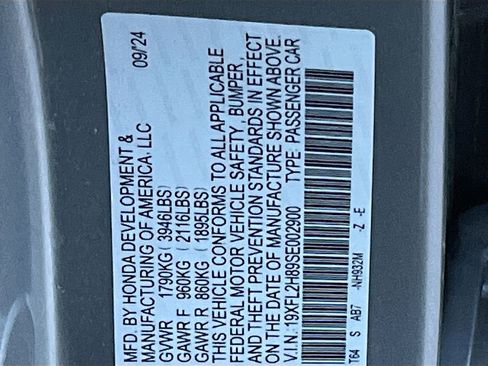 MFD. BY HONDA DEVELOPMENT & 09/24
MANUFACTURING OF AMERICA, LLC
GVWR 1790KG ( 3946LBS)
GAWR F 960KG ( 2116LBS)
GAWR R 860KG ( 1895LBS)
THIS VEHICLE CONFORMS TO ALL APPLICABLE
FEDERAL MOTOR VEHICLE SAFETY, BUMPER,
AND THEFT PREVENTION STANDARDS IN EFFECT
ON THE DATE OF MANUFACTURE SHOWN ABOVE.
V.I.N. 19XFL2H89SE002900 TYPE: PASSENGER CAR
T64 S AB7 -NH932M -Z -E